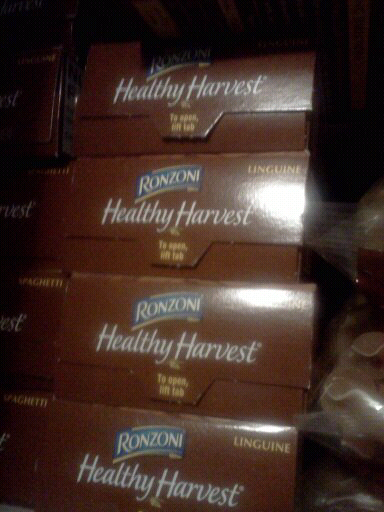 LINGUINE
RONZONI
Healthy Harvest
To open,
lift tab
SPAGHETTI
RONZONI
LINGUINE
Healthy Harvest
To open,
lift tab
SPAGHETTI
RONZONI
Healthy Harvest
To open,
lift tab
SPAGHETTI
RONZONI
LINGUINE
Healthy Harvest